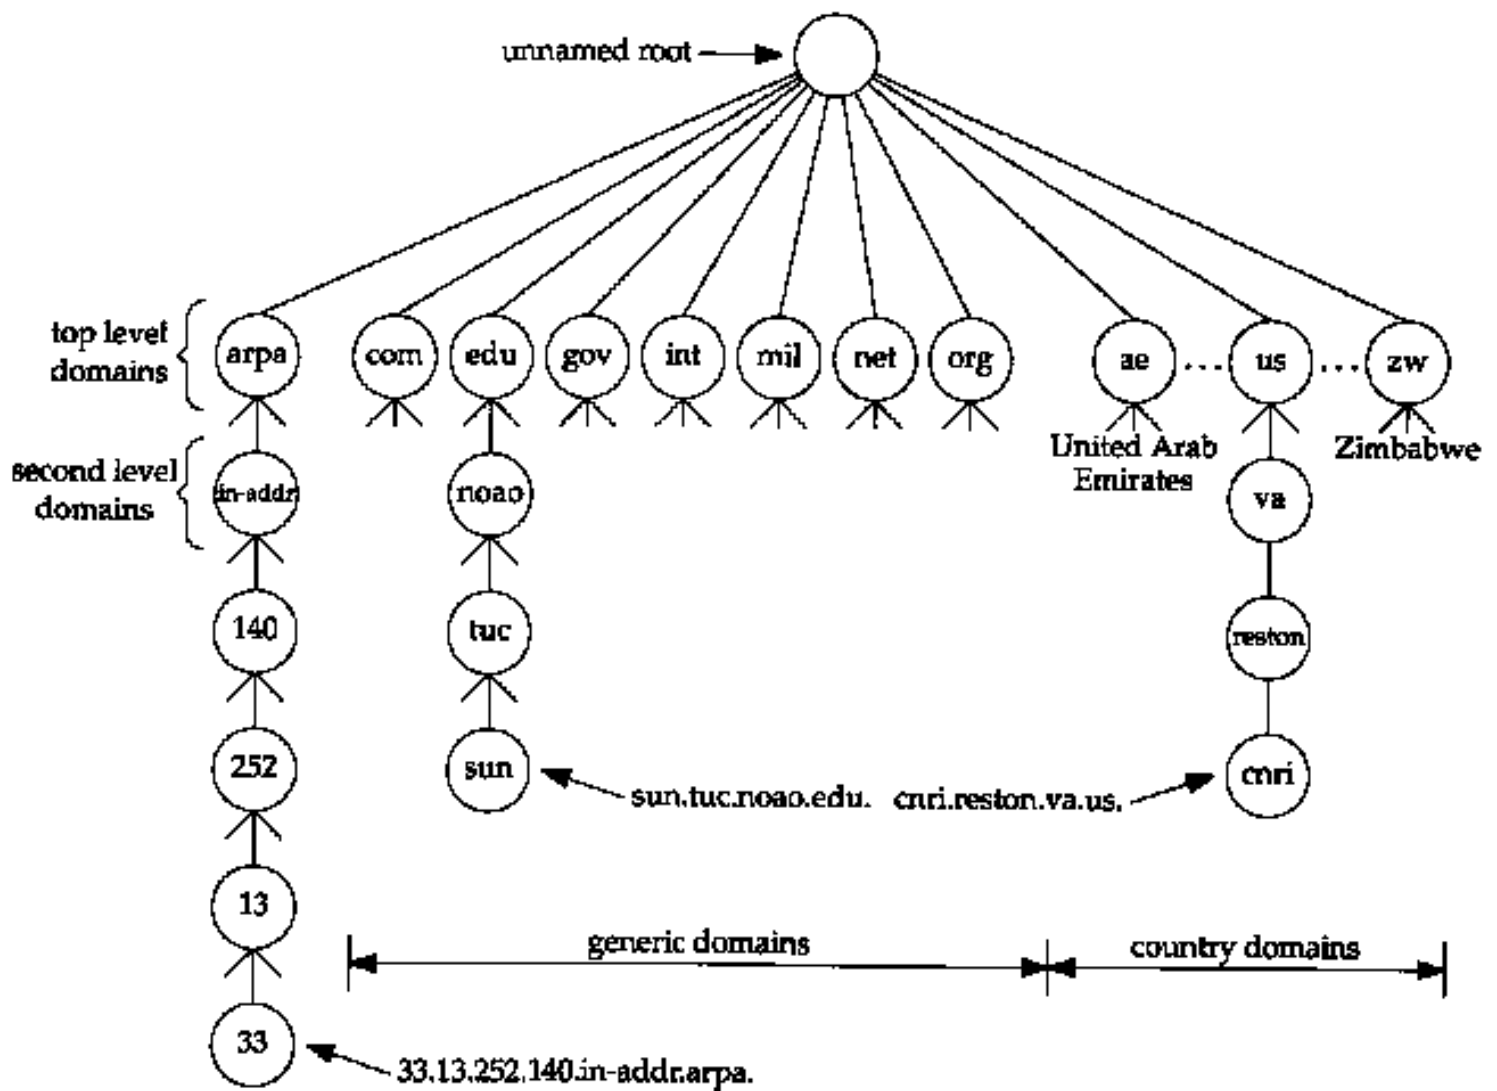 unnamed root
top level
domains
arpa
com
edu
gov
int
mil
net
org
ae
...
us
...
zw
United Arab
Emirates
Zimbabwe
second level
domains
in-addr
noao
va
140
tuc
reston
252
sun
cnri
sun.tuc.noao.edu.
cnri.reston.va.us.
13
generic domains
country domains
33
33.13.252.140.in-addr.arpa.